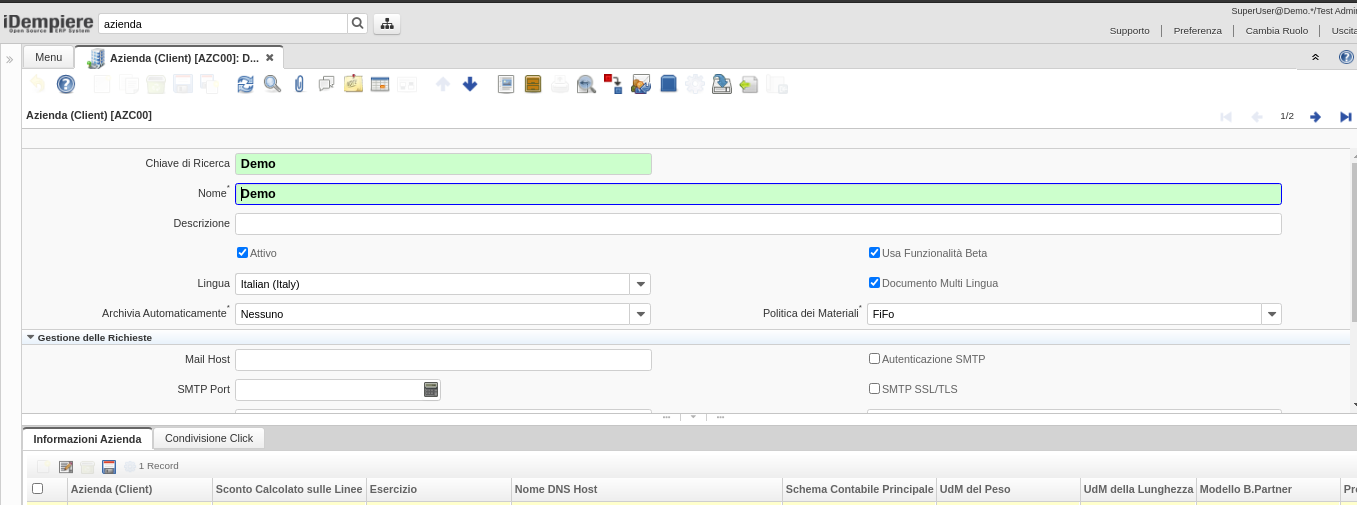 SuperUser@Demo.*/Test Admin
iDempiere
Open Source ERP System
azienda
Supporto | Preferenza | Cambia Ruolo | Uscita
Menu
Azienda (Client) [AZC00]: D...
Azienda (Client) [AZC00]
1/2
Chiave di Ricerca Demo
Nome* Demo
Descrizione
Attivo Usa Funzionalità Beta
Lingua Italian (Italy) Documento Multi Lingua
Archivia Automaticamente* Nessuno Politica dei Materiali* FiFo
Gestione delle Richieste
Mail Host Autenticazione SMTP
SMTP Port SMTP SSL/TLS
Informazioni Azienda Condivisione Click
1 Record
Azienda (Client) Sconto Calcolato sulle Linee Esercizio Nome DNS Host Schema Contabile Principale UdM del Peso UdM della Lunghezza Modello B.Partner